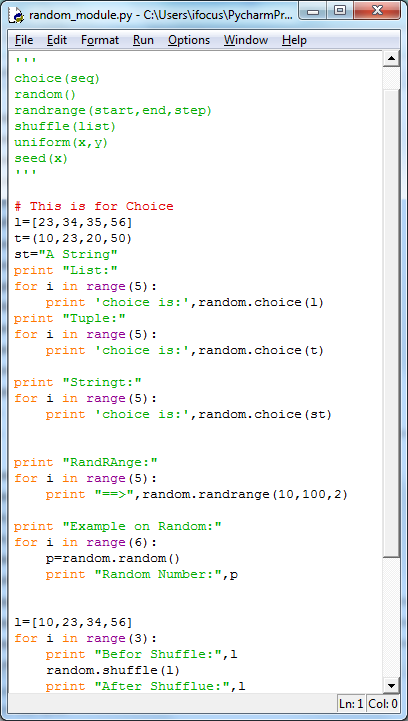 random_module.py - C:\Users\ifocus\PycharmPr...
File Edit Format Run Options Window Help
'''
choice(seq)
random()
randrange(start,end,step)
shuffle(list)
uniform(x,y)
seed(x)
'''
# This is for Choice
l=[23,34,35,56]
t=(10,23,20,50)
st="A String"
print "List:"
for i in range(5):
    print 'choice is:',random.choice(l)
print "Tuple:"
for i in range(5):
    print 'choice is:',random.choice(t)
print "Stringt:"
for i in range(5):
    print 'choice is:',random.choice(st)
print "RandRAnge:"
for i in range(5):
    print "==>",random.randrange(10,100,2)
print "Example on Random:"
for i in range(6):
    p=random.random()
    print "Random Number:",p
l=[10,23,34,56]
for i in range(3):
    print "Befor Shuffle:",l
    random.shuffle(l)
    print "After Shufflue:",l
Ln: 1 Col: 0